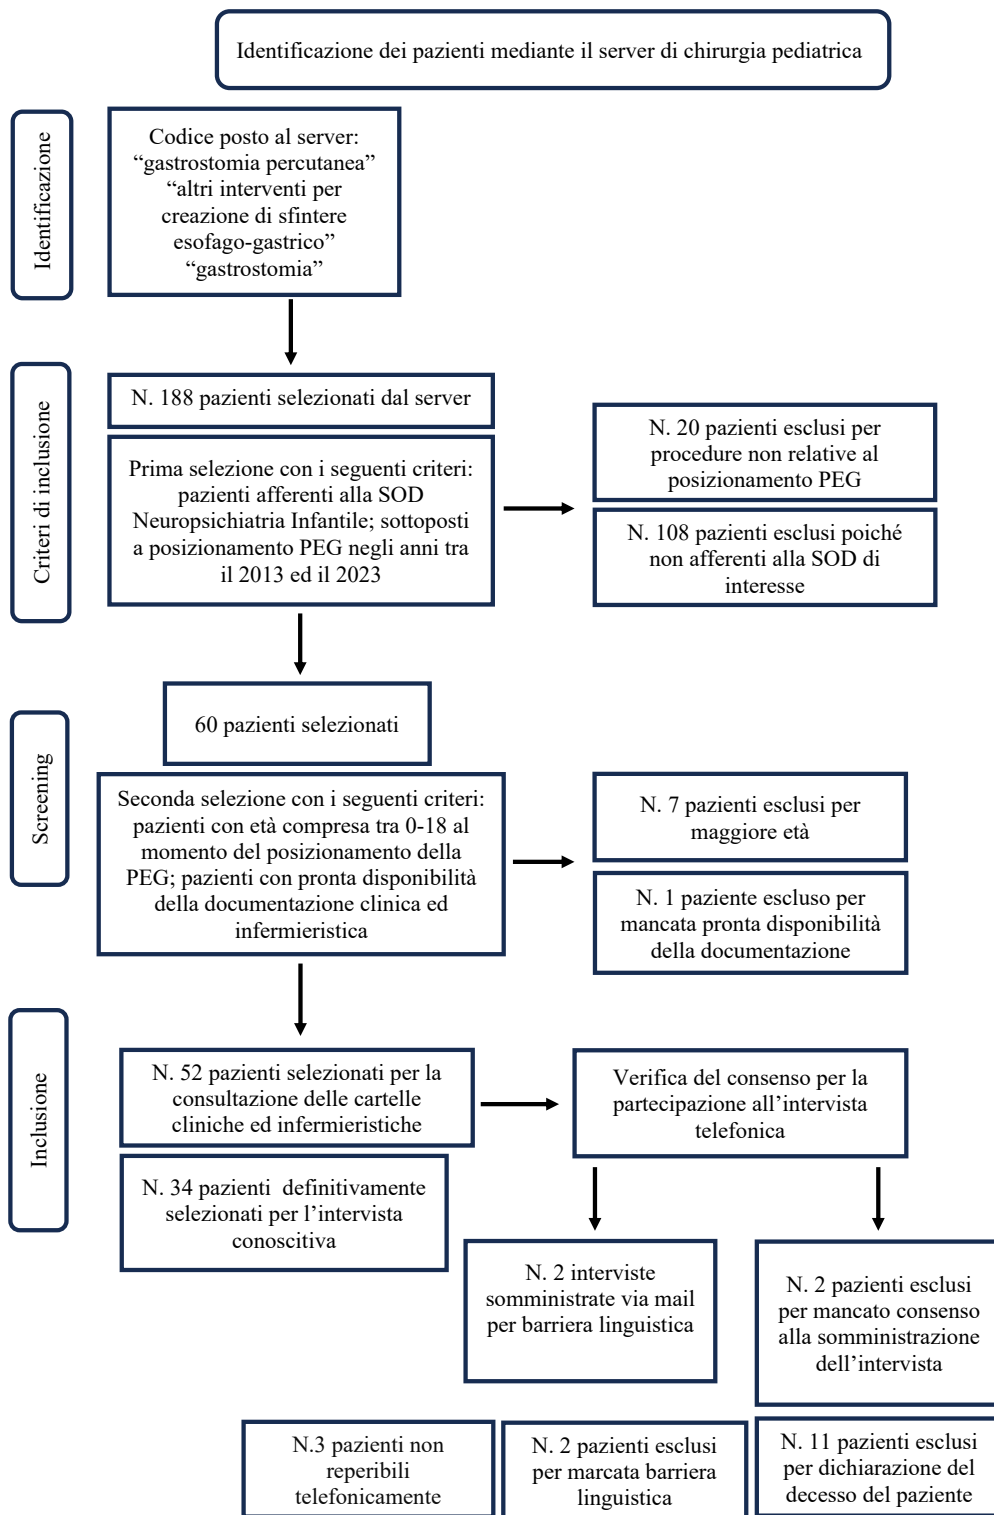 Identificazione dei pazienti mediante il server di chirurgia pediatrica
Identificazione
Codice posto al server:
“gastrostomia percutanea”
“altri interventi per
creazione di sfintere
esofago-gastrico”
“gastrostomia”
Criteri di inclusione
N. 188 pazienti selezionati dal server
Prima selezione con i seguenti criteri:
pazienti afferenti alla SOD
Neuropsichiatria Infantile; sottoposti
a posizionamento PEG negli anni tra
il 2013 ed il 2023
N. 20 pazienti esclusi per
procedure non relative al
posizionamento PEG
N. 108 pazienti esclusi poiché
non afferenti alla SOD di
interesse
Screening
60 pazienti selezionati
Seconda selezione con i seguenti criteri:
pazienti con età compresa tra 0-18 al
momento del posizionamento della
PEG; pazienti con pronta disponibilità
della documentazione clinica ed
infermieristica
N. 7 pazienti esclusi per
maggiore età
N. 1 paziente escluso per
mancata pronta disponibilità
della documentazione
Inclusione
N. 52 pazienti selezionati per la
consultazione delle cartelle
cliniche ed infermieristiche
N. 34 pazienti definitivamente
selezionati per l’intervista
conoscitiva
Verifica del consenso per la
partecipazione all’intervista
telefonica
N. 2 interviste
somministrate via mail
per barriera linguistica
N. 2 pazienti esclusi
per mancato consenso
alla somministrazione
dell’intervista
N.3 pazienti non
reperibili
telefonicamente
N. 2 pazienti esclusi
per marcata barriera
linguistica
N. 11 pazienti esclusi
per dichiarazione del
decesso del paziente